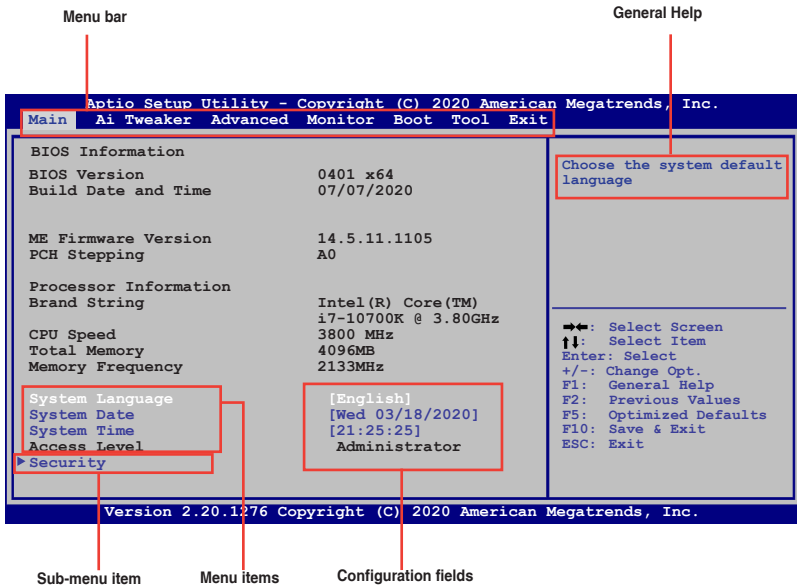 Menu bar
General Help
Aptio Setup Utility - Copyright (C) 2020 American Megatrends, Inc.
Main Ai Tweaker Advanced Monitor Boot Tool Exit
BIOS Information
BIOS Version 0401 x64
Build Date and Time 07/07/2020
ME Firmware Version 14.5.11.1105
PCH Stepping A0
Processor Information
Brand String Intel(R) Core(TM)
i7-10700K @ 3.80GHz
CPU Speed 3800 MHz
Total Memory 4096MB
Memory Frequency 2133MHz
System Language [English]
System Date [Wed 03/18/2020]
System Time [21:25:25]
Access Level Administrator
Security
Choose the system default
language
→←: Select Screen
↑↓: Select Item
Enter: Select
+/-: Change Opt.
F1: General Help
F2: Previous Values
F5: Optimized Defaults
F10: Save & Exit
ESC: Exit
Version 2.20.1276 Copyright (C) 2020 American Megatrends, Inc.
Sub-menu item
Menu items
Configuration fields